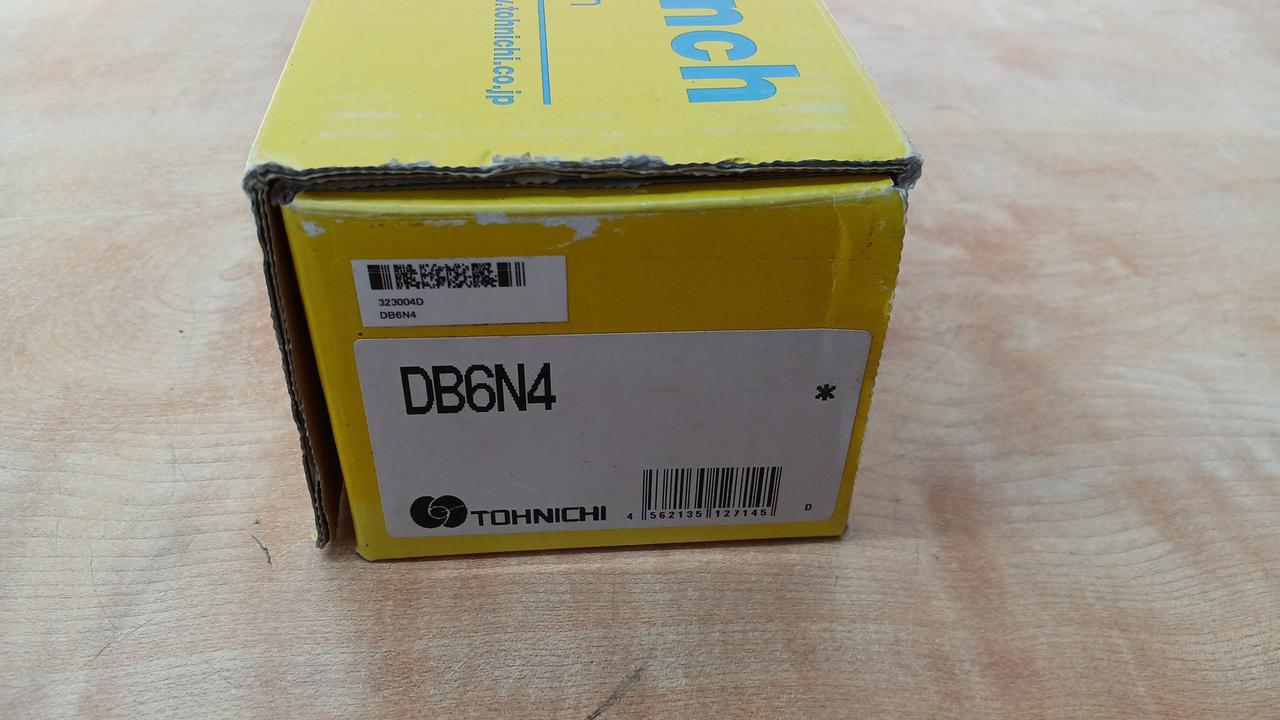 nch
.tohnichi.co.jp
323004D
DB6N4
DB6N4
*
TOHNICHI
4 562135 127145
D